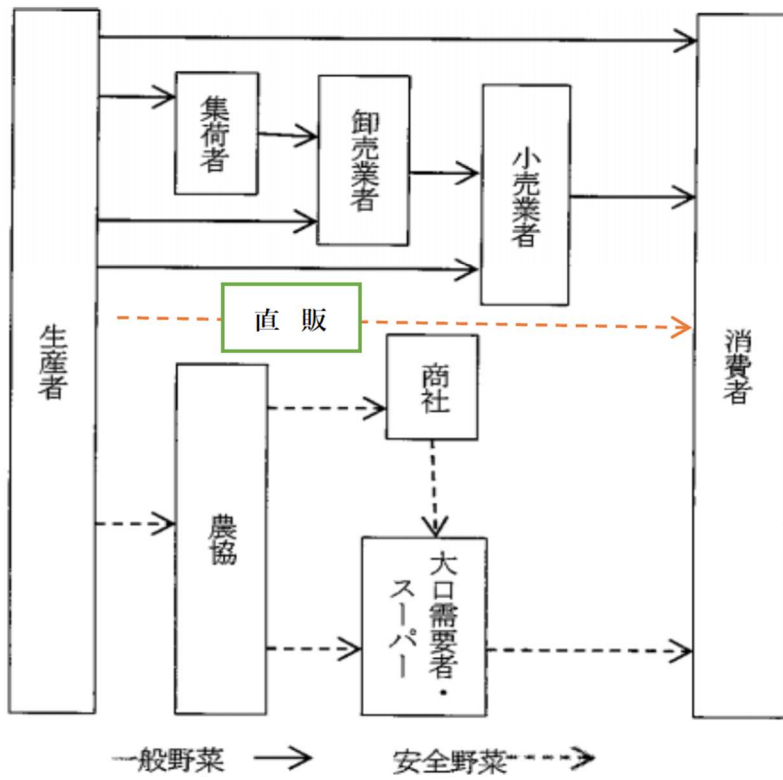 生産者
集荷者
卸売業者
小売業者
消費者
直 販
商社
農協
大口需要者・
スーパー
一般野菜
安全野菜